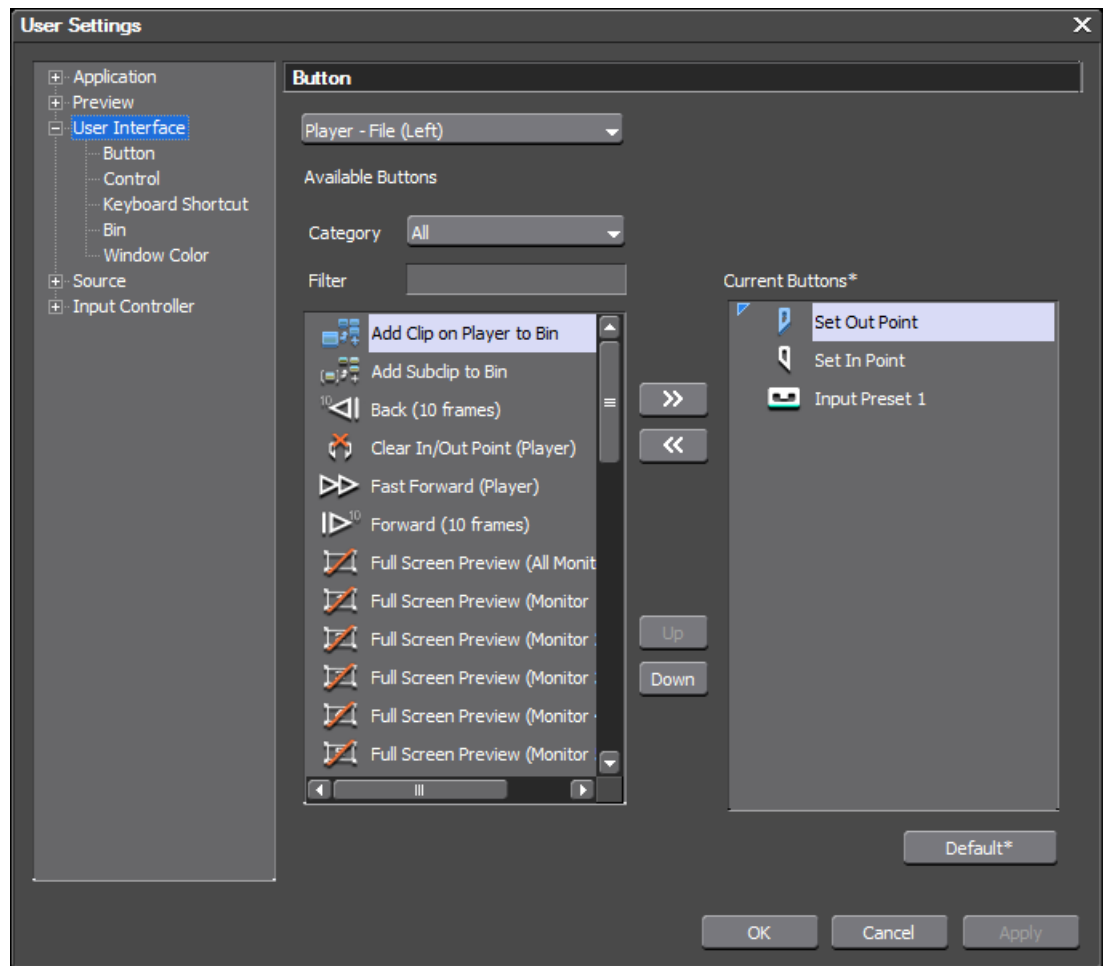 User Settings
Application
Preview
User Interface
Button
Control
Keyboard Shortcut
Bin
Window Color
Source
Input Controller
Button
Player - File (Left)
Available Buttons
Category All
Filter
Add Clip on Player to Bin
Add Subclip to Bin
10 Back (10 frames)
Clear In/Out Point (Player)
Fast Forward (Player)
10 Forward (10 frames)
Full Screen Preview (All Monit
Full Screen Preview (Monitor
Full Screen Preview (Monitor
Full Screen Preview (Monitor
Full Screen Preview (Monitor
Full Screen Preview (Monitor
Up
Down
Current Buttons*
Set Out Point
Set In Point
Input Preset 1
Default*
OK
Cancel
Apply